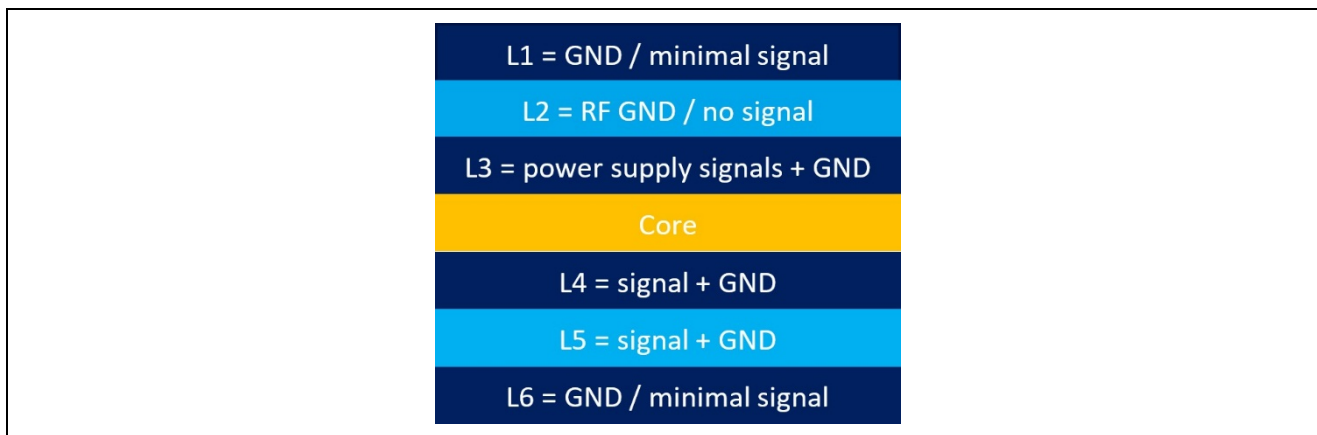 L1 = GND / minimal signal
L2 = RF GND / no signal
L3 = power supply signals + GND
Core
L4 = signal + GND
L5 = signal + GND
L6 = GND / minimal signal